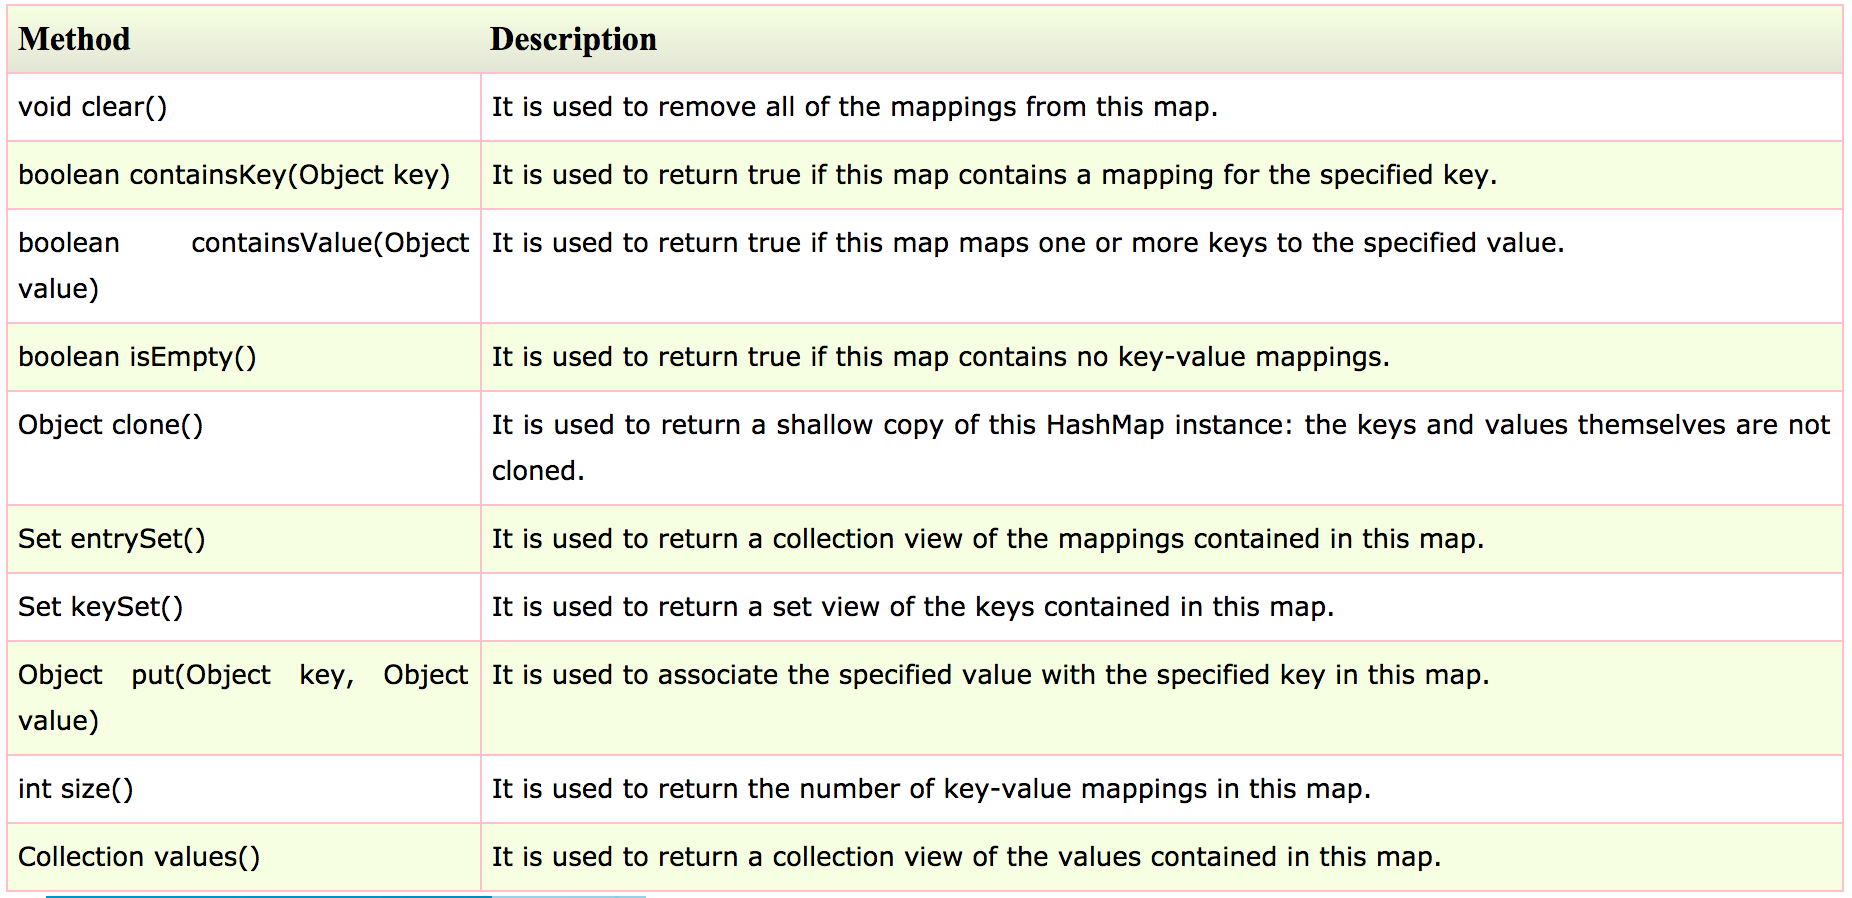 Method Description
void clear() It is used to remove all of the mappings from this map.
boolean containsKey(Object key) It is used to return true if this map contains a mapping for the specified key.
boolean containsValue(Object It is used to return true if this map maps one or more keys to the specified value.
value)
boolean isEmpty() It is used to return true if this map contains no key-value mappings.
Object clone() It is used to return a shallow copy of this HashMap instance: the keys and values themselves are not
cloned.
Set entrySet() It is used to return a collection view of the mappings contained in this map.
Set keySet() It is used to return a set view of the keys contained in this map.
Object put(Object key, Object It is used to associate the specified value with the specified key in this map.
value)
int size() It is used to return the number of key-value mappings in this map.
Collection values() It is used to return a collection view of the values contained in this map.